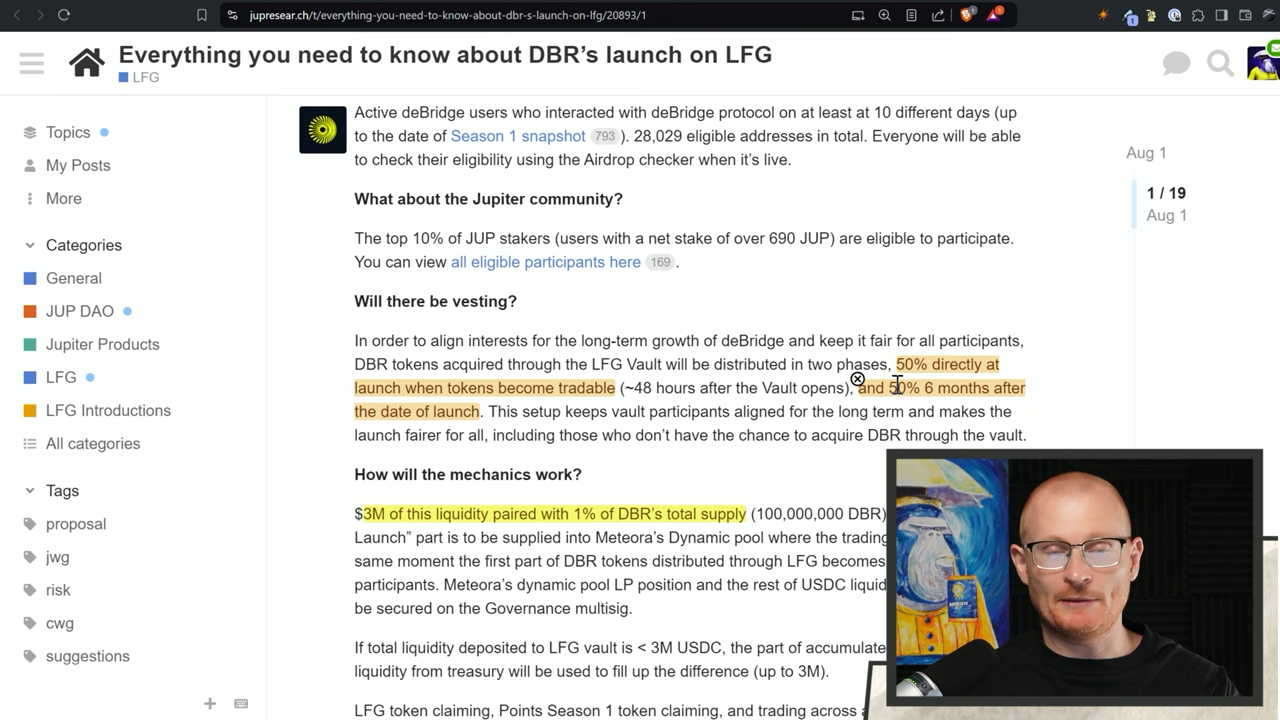 jupresear.ch/t/everything-you-need-to-know-about-dbr-s-launch-on-lfg/20893/1
Everything you need to know about DBR’s launch on LFG
LFG
Topics
My Posts
More
Categories
General
JUP DAO
Jupiter Products
LFG
LFG Introductions
All categories
Tags
proposal
jwg
risk
cwg
suggestions
Active deBridge users who interacted with deBridge protocol on at least at 10 different days (up
to the date of Season 1 snapshot 793 ). 28,029 eligible addresses in total. Everyone will be able
to check their eligibility using the Airdrop checker when it’s live.
What about the Jupiter community?
The top 10% of JUP stakers (users with a net stake of over 690 JUP) are eligible to participate.
You can view all eligible participants here 169 .
Will there be vesting?
In order to align interests for the long-term growth of deBridge and keep it fair for all participants,
DBR tokens acquired through the LFG Vault will be distributed in two phases, 50% directly at
launch when tokens become tradable (~48 hours after the Vault opens), and 50% 6 months after
the date of launch. This setup keeps vault participants aligned for the long term and makes the
launch fairer for all, including those who don’t have the chance to acquire DBR through the vault.
How will the mechanics work?
$3M of this liquidity paired with 1% of DBR’s total supply (100,000,000 DBR)
Launch” part is to be supplied into Meteora’s Dynamic pool where the trading
same moment the first part of DBR tokens distributed through LFG becomes
participants. Meteora’s dynamic pool LP position and the rest of USDC liquid
be secured on the Governance multisig.
If total liquidity deposited to LFG vault is < 3M USDC, the part of accumulate
liquidity from treasury will be used to fill up the difference (up to 3M).
LFG token claiming, Points Season 1 token claiming, and trading across a
Aug 1
1 / 19
Aug 1